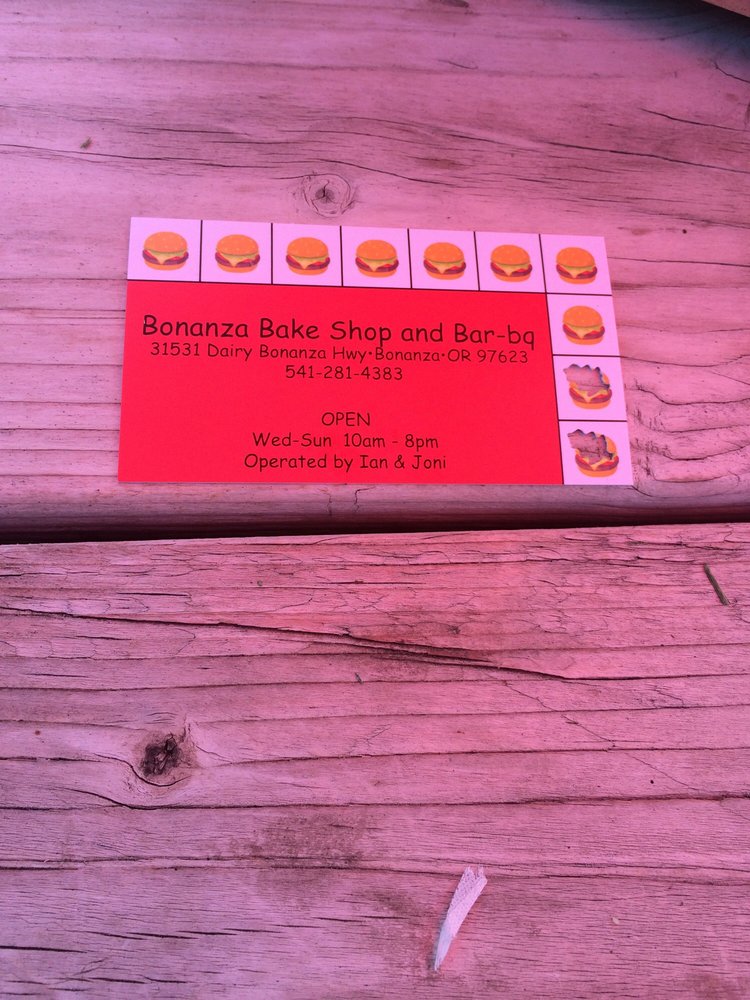 Bonanza Bake Shop and Bar-bq
31531 Dairy Bonanza Hwy•Bonanza•OR 97623
541-281-4383
OPEN
Wed-Sun 10am - 8pm
Operated by Ian & Joni